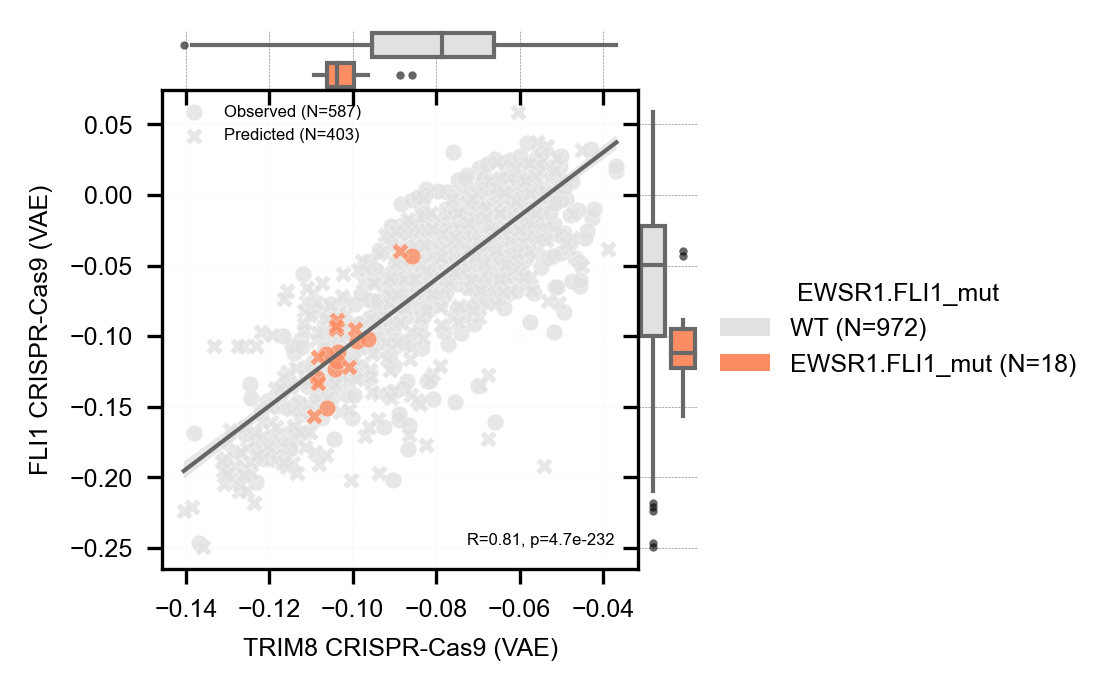 Observed (N=587)
Predicted (N=403)
0.05
0.00
−0.05
−0.10
−0.15
−0.20
−0.25
FLI1 CRISPR-Cas9 (VAE)
R=0.81, p=4.7e-232
−0.14 −0.12 −0.10 −0.08 −0.06 −0.04
TRIM8 CRISPR-Cas9 (VAE)
EWSR1.FLI1_mut
WT (N=972)
EWSR1.FLI1_mut (N=18)